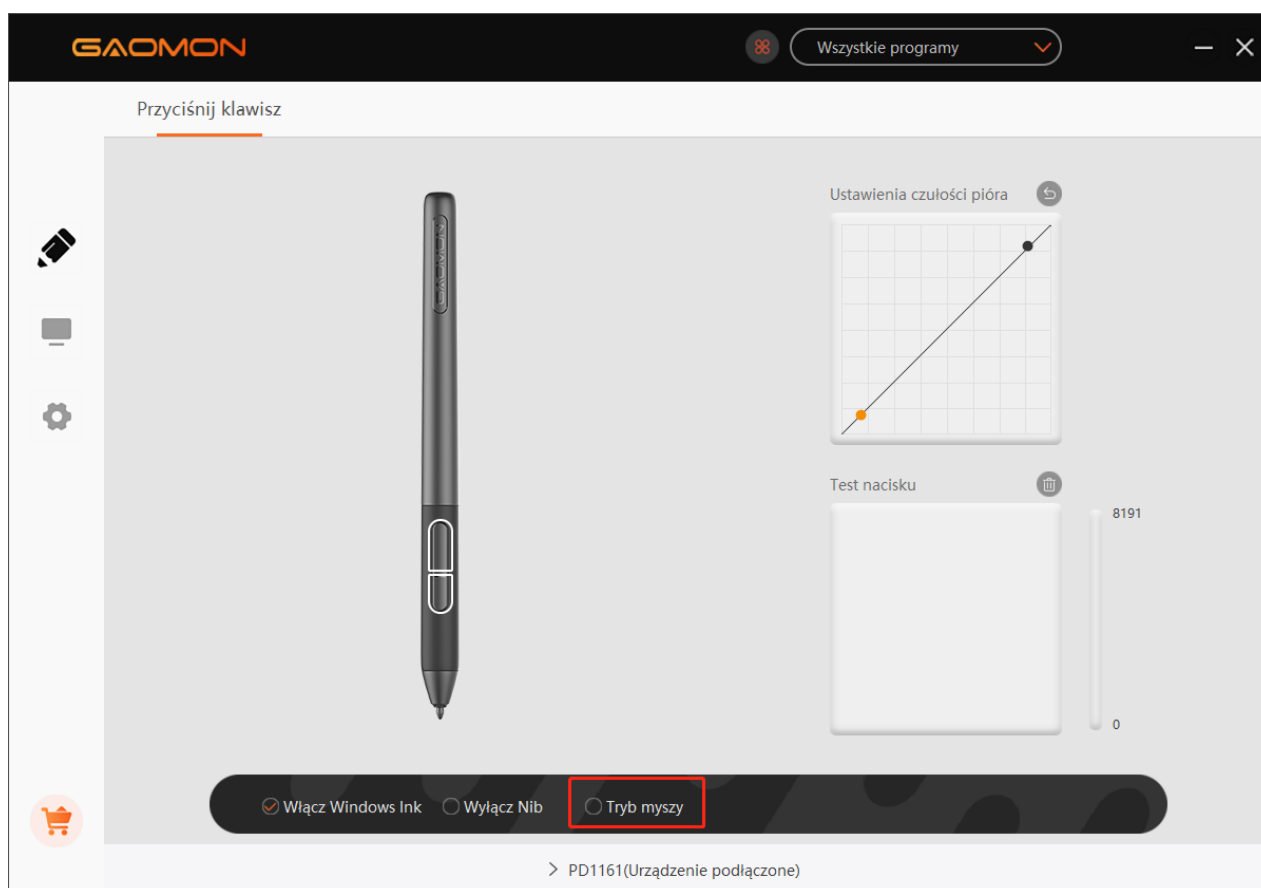 GAOMON
Wszystkie programy
Przyciśnij klawisz
Ustawienia czułości pióra
GAOMON
Test nacisku
8191
0
Włącz Windows Ink Wyłącz Nib Tryb myszy
PD1161(Urządzenie podłączone)